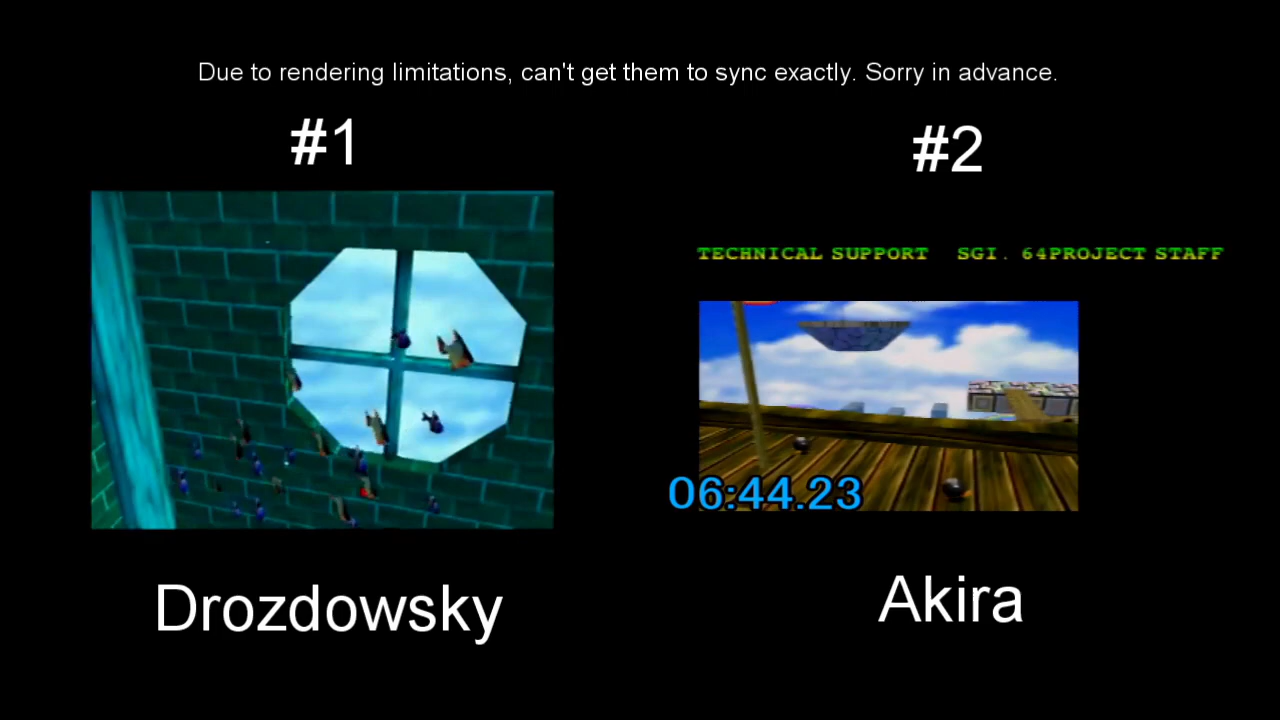 Due to rendering limitations, can't get them to sync exactly. Sorry in advance.
#1
#2
TECHNICAL SUPPORT SGI. 64PROJECT STAFF
06:44.23
Drozdowsky
Akira